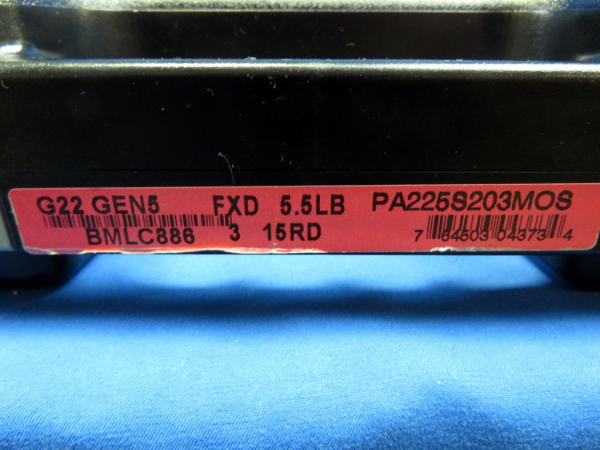 G22 GEN5 FXD 5.5LB PA225S203MOS
BMLC886 3 15RD 7 64503 04373 4